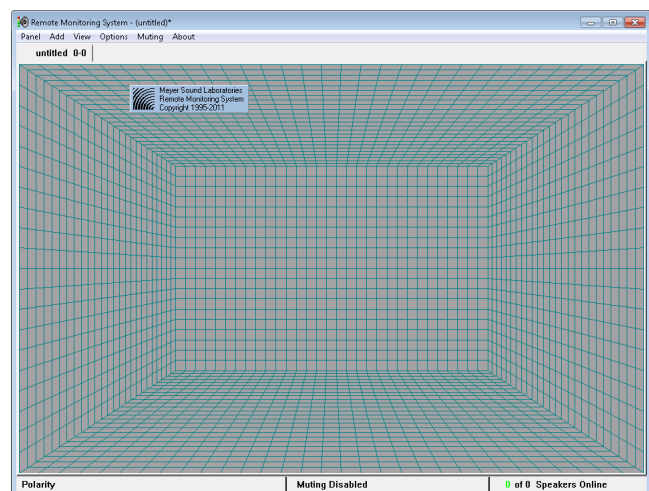 Remote Monitoring System - (untitled)*
Panel Add View Options Muting About
untitled 0-0
Meyer Sound Laboratories
Remote Monitoring System
Copyright 1995-2011
Polarity Muting Disabled 0 of 0 Speakers Online